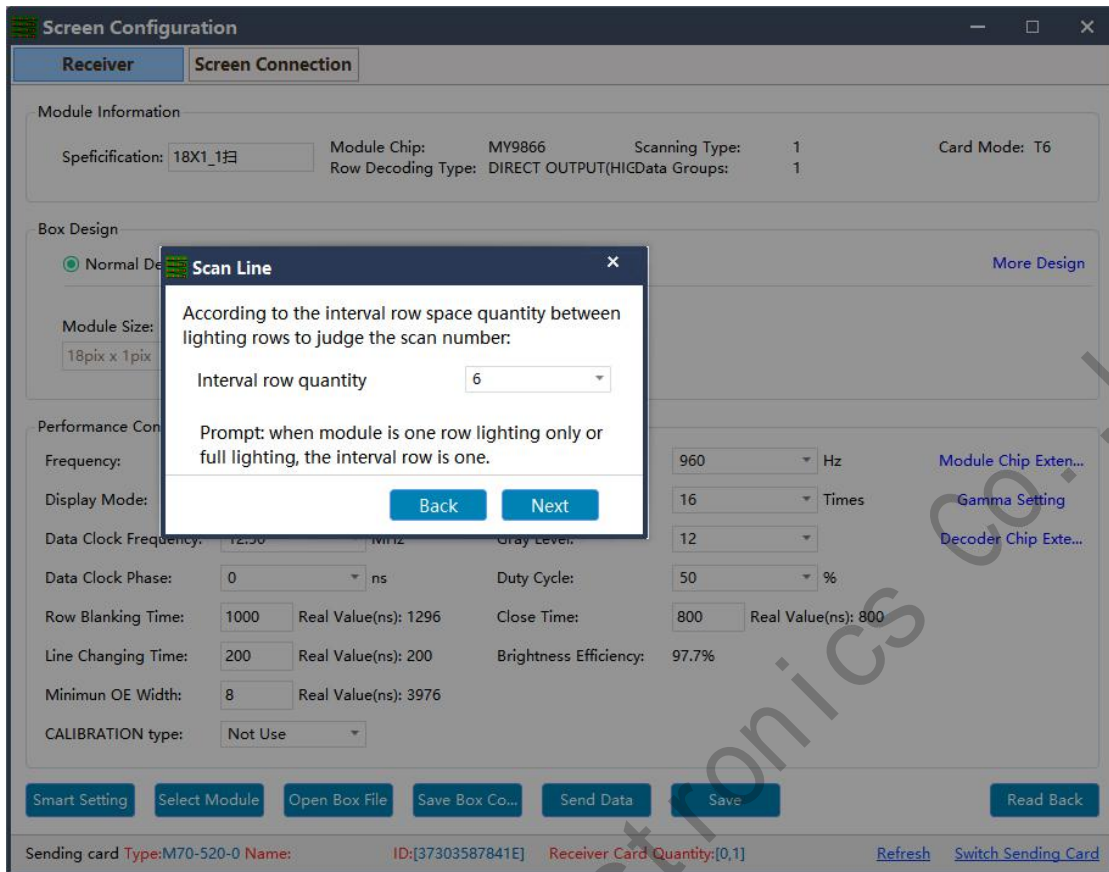 Screen Configuration
Receiver Screen Connection
Module Information
Speficification: 18X1_1扫 Module Chip: MY9866 Scanning Type: 1 Card Mode: T6
Row Decoding Type: DIRECT OUTPUT(HIG Data Groups: 1
Box Design
Normal De More Design
Scan Line
According to the interval row space quantity between
lighting rows to judge the scan number:
Module Size:
18pix x 1pix
Interval row quantity 6
Prompt: when module is one row lighting only or
full lighting, the interval row is one.
Back Next
Performance Con
Frequency: 960 Hz Module Chip Exten...
Display Mode: 16 Times Gamma Setting
Data Clock Frequency: 12.50 MHz Gray Level: 12 Decoder Chip Exte...
Data Clock Phase: 0 ns Duty Cycle: 50 %
Row Blanking Time: 1000 Real Value(ns): 1296 Close Time: 800 Real Value(ns): 800
Line Changing Time: 200 Real Value(ns): 200 Brightness Efficiency: 97.7%
Minimun OE Width: 8 Real Value(ns): 3976
CALIBRATION type: Not Use
Smart Setting Select Module Open Box File Save Box Co... Send Data Save Read Back
Sending card Type:M70-520-0 Name: ID:[37303587841E] Receiver Card Quantity:[0,1] Refresh Switch Sending Card
stronics Co.,